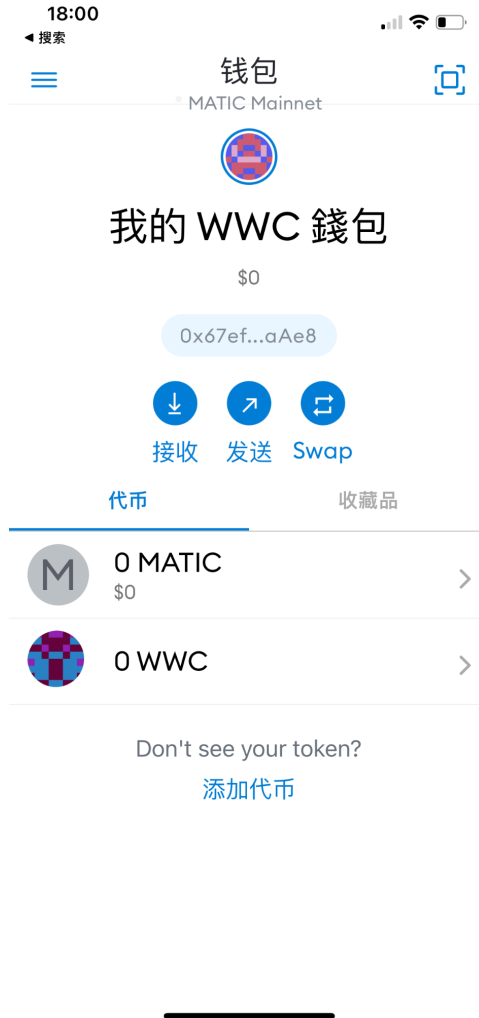 18:00
◀ 搜索
钱包
MATIC Mainnet
我的 WWC 錢包
$0
0x67ef...aAe8
接收 发送 Swap
代币 收藏品
M
0 MATIC
$0
0 WWC
Don't see your token?
添加代币